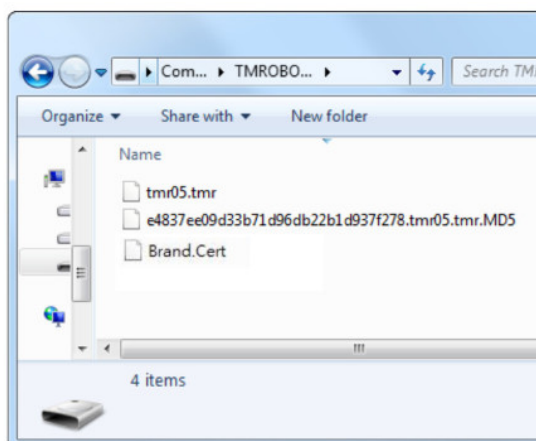 Com... TMROBO... Search TM
Organize Share with New folder
Name
tmr05.tmr
e4837ee09d33b71d96db22b1d937f278.tmr05.tmr.MD5
Brand.Cert
4 items